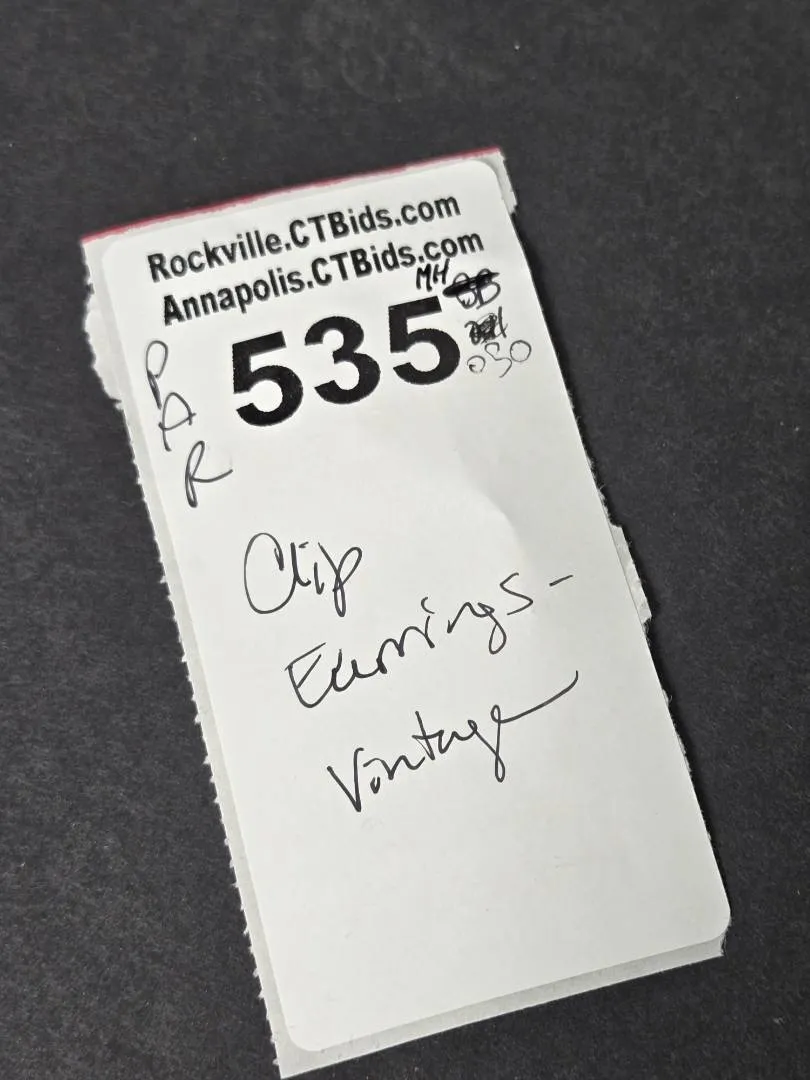 Rockville.CTBids.com
Annapolis.CTBids.com
MH
535
050
PAR
Clip
Earrings-
Vintage